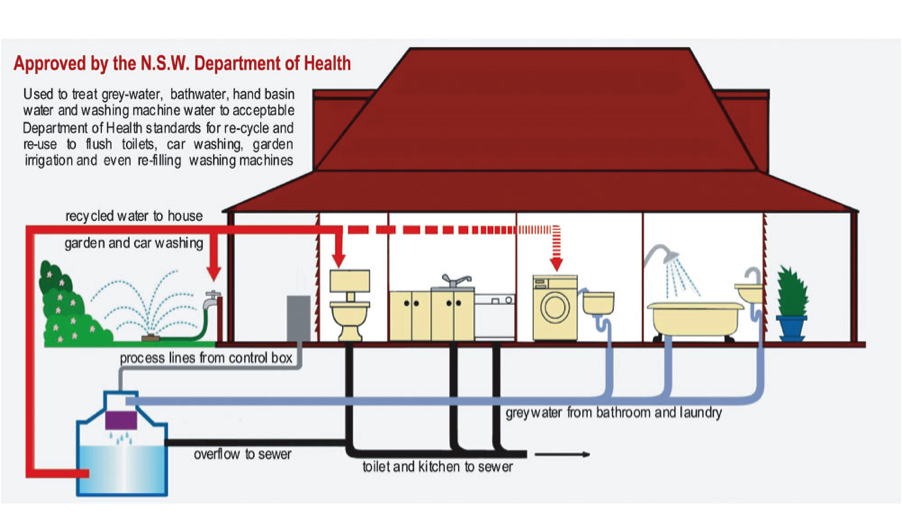 Approved by the N.S.W. Department of Health
Used to treat grey-water, bathwater, hand basin
water and washing machine water to acceptable
Department of Health standards for re-cycle and
re-use to flush toilets, car washing, garden
irrigation and even re-filling washing machines
recycled water to house
garden and car washing
process lines from control box
greywater from bathroom and laundry
overflow to sewer
toilet and kitchen to sewer